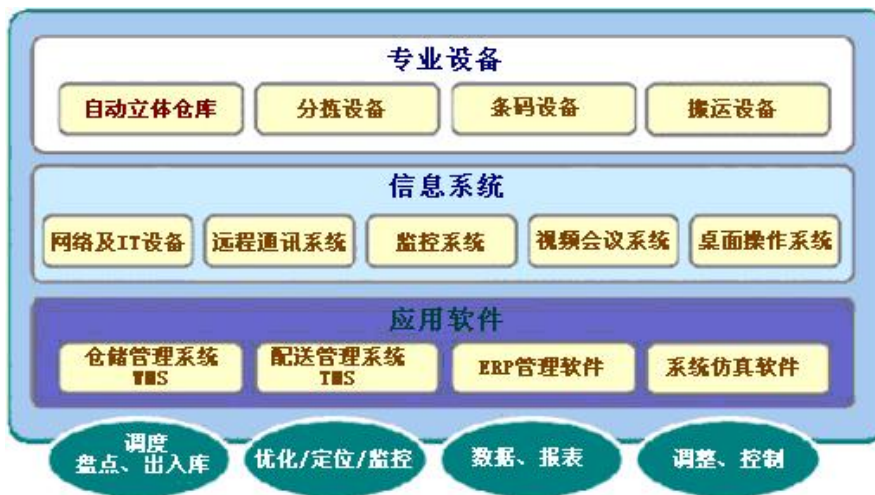 专业设备
自动立体仓库
分拣设备
条码设备
搬运设备
信息系统
网络及IT设备
远程通讯系统
监控系统
视频会议系统
桌面操作系统
应用软件
仓储管理系统
WMS
配送管理系统
TMS
ERP管理软件
系统仿真软件
调度
盘点、出入库
优化/定位/监控
数据、报表
调整、控制